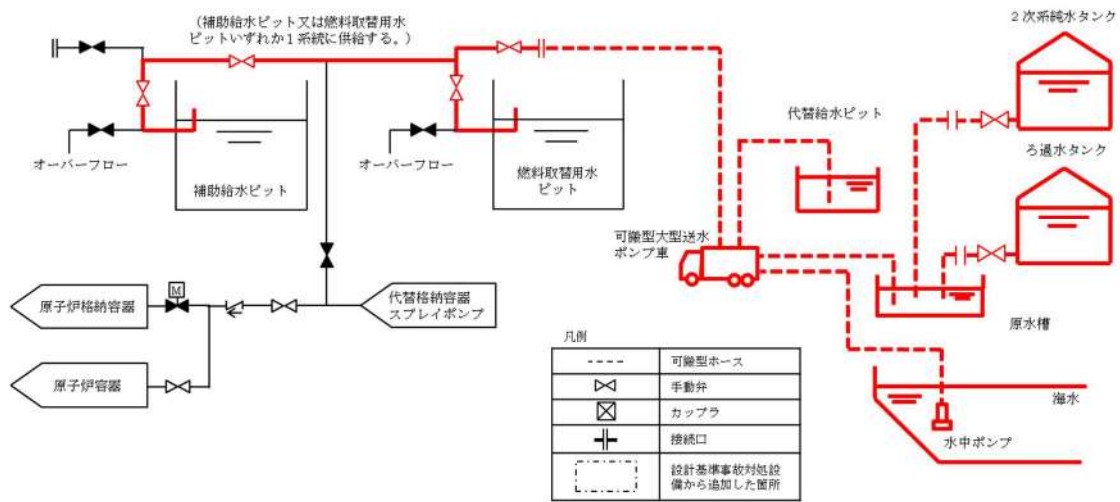 （補助給水ピット又は燃料取替用水
ピットいずれか１系統に供給する。）
２次系純水タンク
代替給水ピット
オーバーフロー
オーバーフロー
ろ過水タンク
補助給水ピット
燃料取替用水
ピット
可搬型大型送水
ポンプ車
M
原子炉格納容器
代替格納容器
スプレイポンプ
原水槽
凡例
可搬型ホース
手動弁
カップラ
接続口
設計基準事故対処設
備から追加した箇所
原子炉容器
海水
水中ポンプ